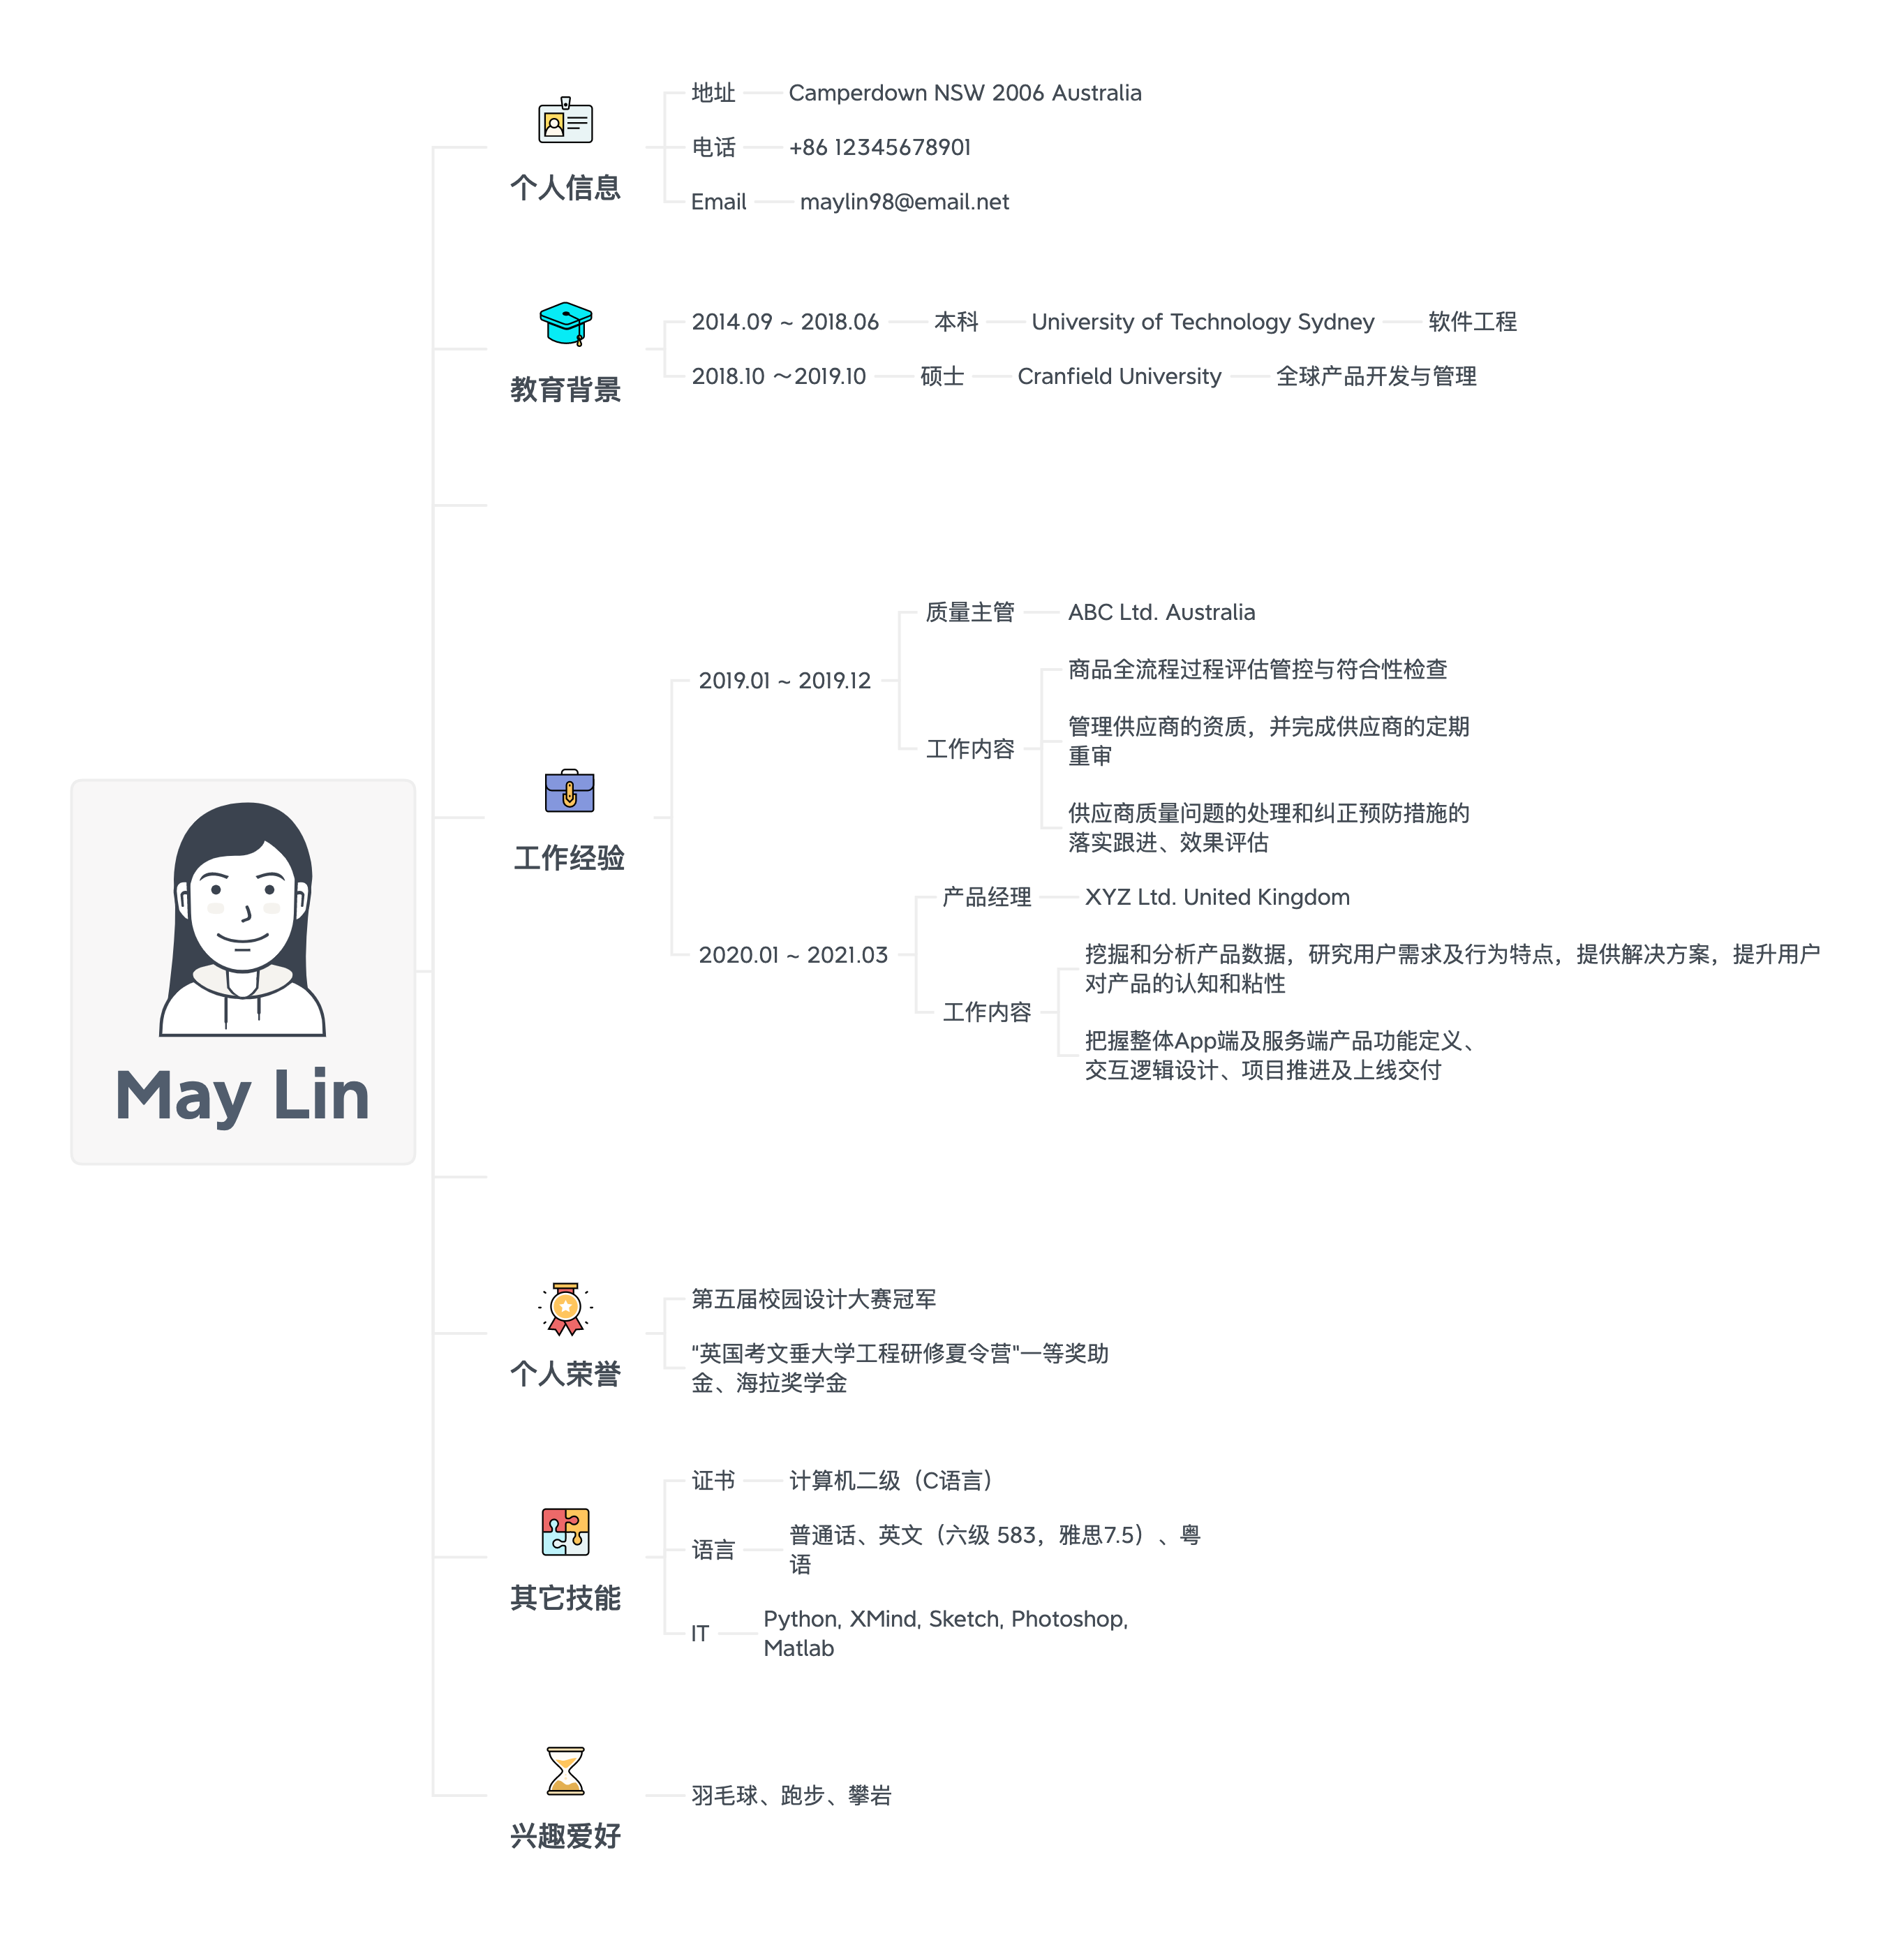 May Lin
个人信息
地址
Camperdown NSW 2006 Australia
电话
+86 12345678901
Email
maylin98@email.net
教育背景
2014.09 ~ 2018.06
本科
University of Technology Sydney
软件工程
2018.10 ～2019.10
硕士
Cranfield University
全球产品开发与管理
工作经验
2019.01 ~ 2019.12
质量主管
ABC Ltd. Australia
工作内容
商品全流程过程评估管控与符合性检查
管理供应商的资质，并完成供应商的定期
重审
供应商质量问题的处理和纠正预防措施的
落实跟进、效果评估
2020.01 ~ 2021.03
产品经理
XYZ Ltd. United Kingdom
工作内容
挖掘和分析产品数据，研究用户需求及行为特点，提供解决方案，提升用户
对产品的认知和粘性
把握整体App端及服务端产品功能定义、
交互逻辑设计、项目推进及上线交付
个人荣誉
第五届校园设计大赛冠军
"英国考文垂大学工程研修夏令营"一等奖助
金、海拉奖学金
其它技能
证书
计算机二级（C语言）
语言
普通话、英文（六级 583，雅思7.5）、粤
语
IT
Python, XMind, Sketch, Photoshop,
Matlab
兴趣爱好
羽毛球、跑步、攀岩